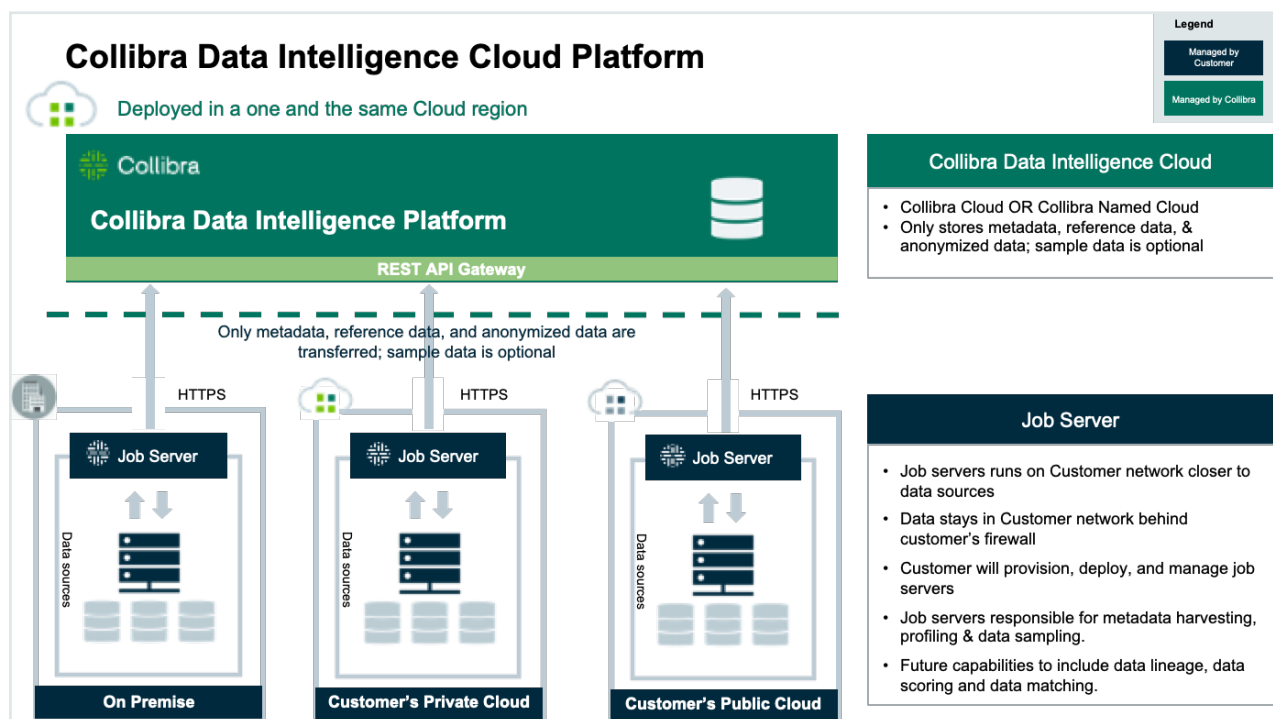 Legend
Managed by
Customer
Managed by Collibra
Collibra Data Intelligence Cloud Platform
Deployed in a one and the same Cloud region
Collibra
Collibra Data Intelligence Platform
REST API Gateway
Collibra Data Intelligence Cloud
• Collibra Cloud OR Collibra Named Cloud
• Only stores metadata, reference data, &
anonymized data; sample data is optional
Only metadata, reference data, and anonymized data are
transferred; sample data is optional
HTTPS
Job Server
Data sources
On Premise
HTTPS
Job Server
Data sources
Customer's Private Cloud
HTTPS
Job Server
Data sources
Customer's Public Cloud
Job Server
• Job servers runs on Customer network closer to
data sources
• Data stays in Customer network behind
customer's firewall
• Customer will provision, deploy, and manage job
servers
• Job servers responsible for metadata harvesting,
profiling & data sampling.
• Future capabilities to include data lineage, data
scoring and data matching.